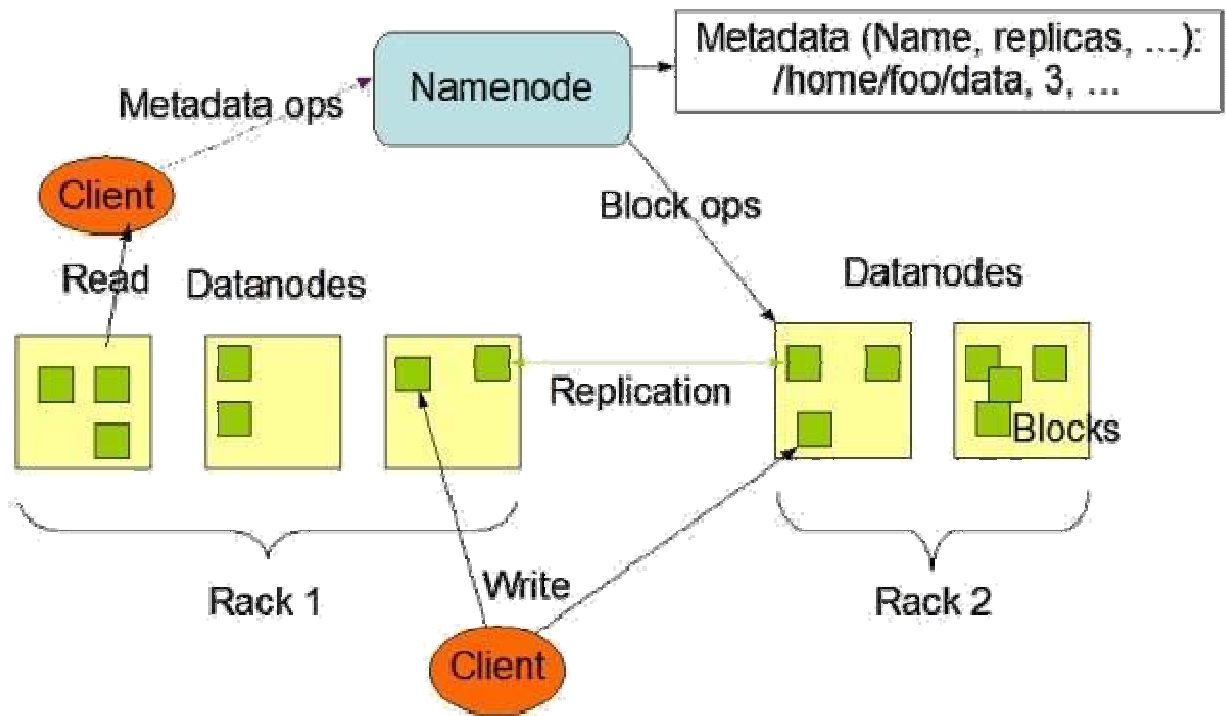 Metadata (Name, replicas, ...):
/home/foo/data, 3, ...
Namenode
Metadata ops
Client
Block ops
Read
Datanodes
Datanodes
Replication
Blocks
Rack 1
Write
Rack 2
Client